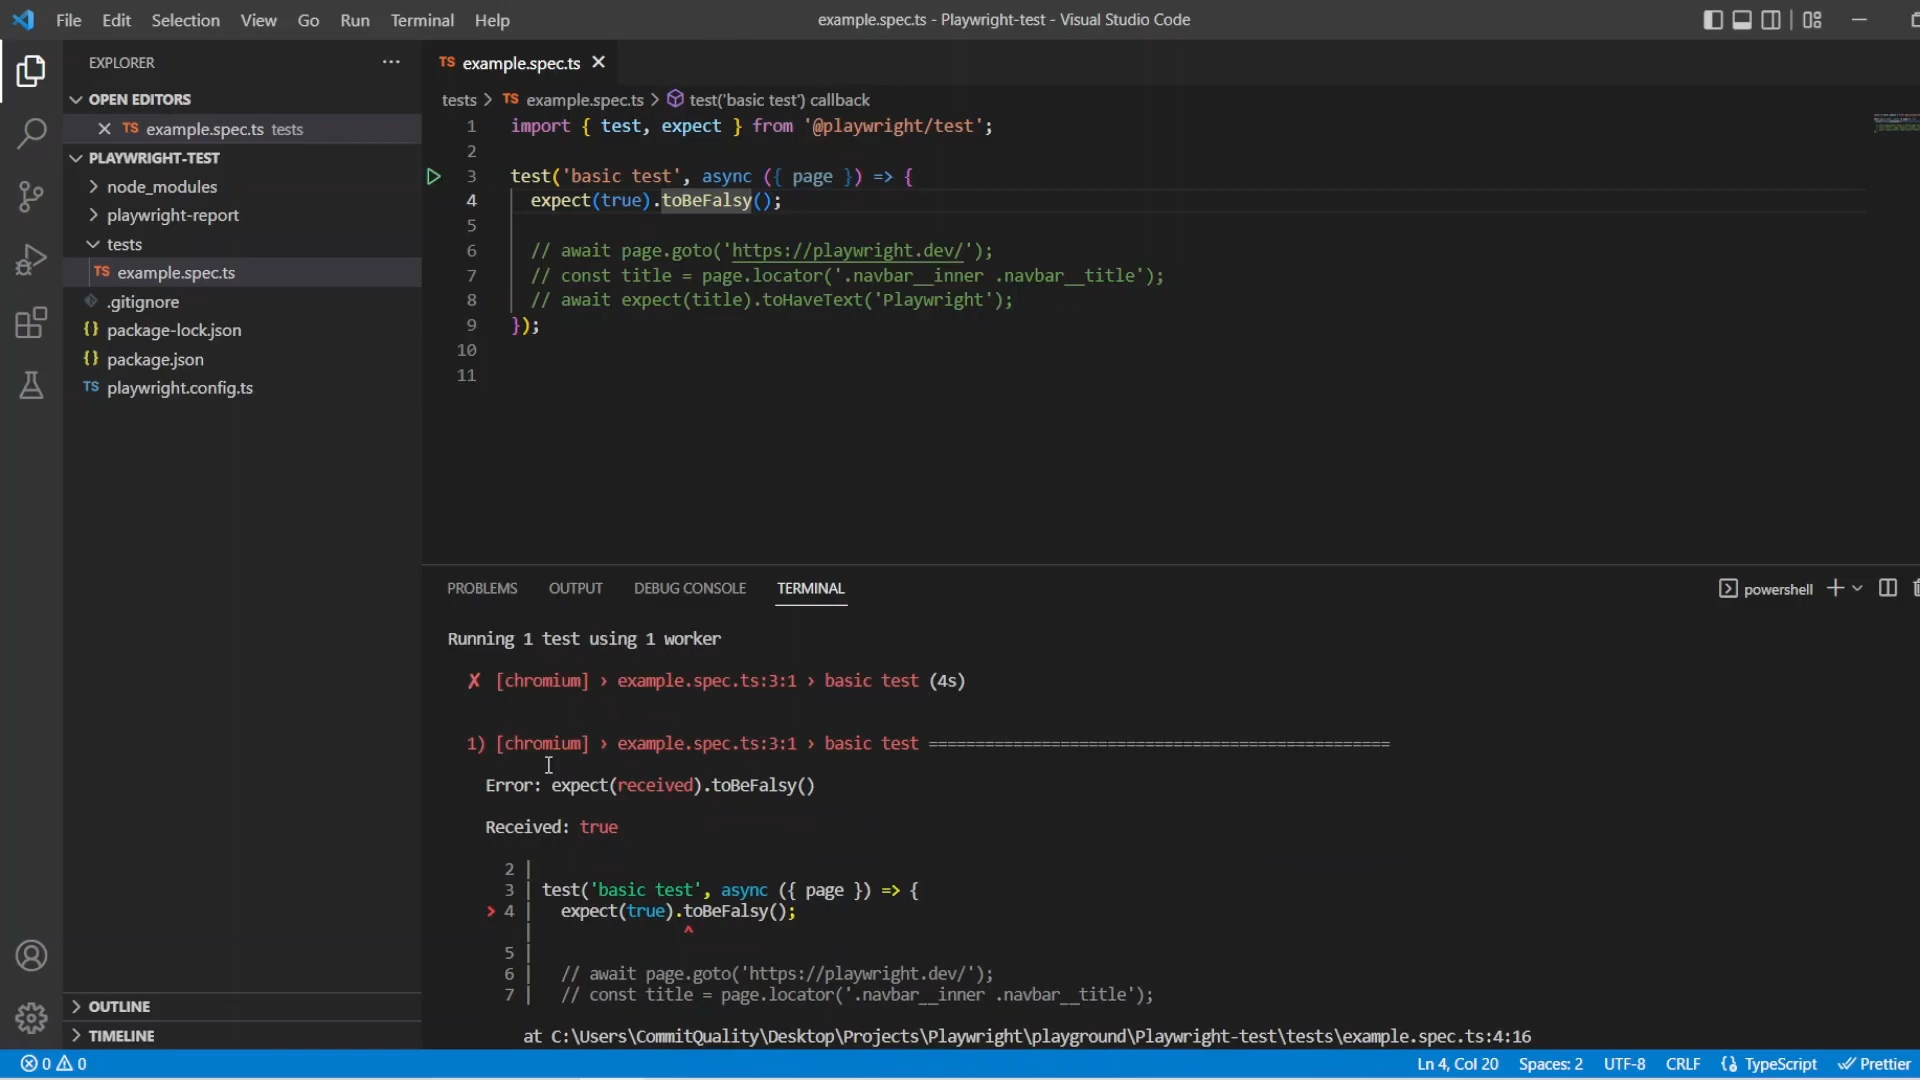 File Edit Selection View Go Run Terminal Help
example.spec.ts - Playwright-test - Visual Studio Code
EXPLORER
OPEN EDITORS
TS example.spec.ts tests
PLAYWRIGHT-TEST
node_modules
playwright-report
tests
TS example.spec.ts
.gitignore
{} package-lock.json
{} package.json
TS playwright.config.ts
OUTLINE
TIMELINE
TS example.spec.ts
tests > TS example.spec.ts > test('basic test') callback
1 import { test, expect } from '@playwright/test';
2
3 test('basic test', async ({ page }) => {
4 expect(true).toBeFalsy();
5
6 // await page.goto('https://playwright.dev/');
7 // const title = page.locator('.navbar__inner .navbar__title');
8 // await expect(title).toHaveText('Playwright');
9 });
10
11
PROBLEMS OUTPUT DEBUG CONSOLE TERMINAL
powershell
Running 1 test using 1 worker
✗ [chromium] › example.spec.ts:3:1 › basic test (4s)
1) [chromium] › example.spec.ts:3:1 › basic test =================================================
Error: expect(received).toBeFalsy()
Received: true
2 |
3 | test('basic test', async ({ page }) => {
> 4 | expect(true).toBeFalsy();
| ^
5 |
6 | // await page.goto('https://playwright.dev/');
7 | // const title = page.locator('.navbar__inner .navbar__title');
at C:\Users\CommitQuality\Desktop\Projects\Playwright\playground\Playwright-test\tests\example.spec.ts:4:16
0 0
Ln 4, Col 20 Spaces: 2 UTF-8 CRLF {} TypeScript Prettier